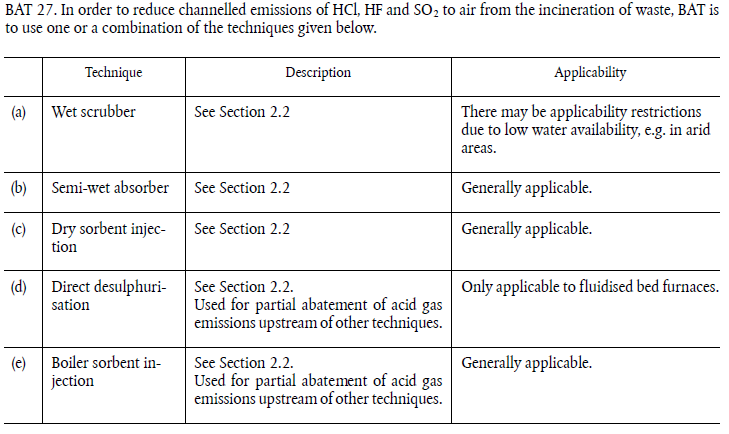 BAT 27. In order to reduce channelled emissions of HCl, HF and SO₂ to air from the incineration of waste, BAT is
to use one or a combination of the techniques given below.
Technique Description Applicability
(a) Wet scrubber See Section 2.2 There may be applicability restrictions
due to low water availability, e.g. in arid
areas.
(b) Semi-wet absorber See Section 2.2 Generally applicable.
(c) Dry sorbent injec- See Section 2.2 Generally applicable.
tion
(d) Direct desulphuri- See Section 2.2. Only applicable to fluidised bed furnaces.
sation Used for partial abatement of acid gas
emissions upstream of other techniques.
(e) Boiler sorbent in- See Section 2.2. Generally applicable.
jection Used for partial abatement of acid gas
emissions upstream of other techniques.